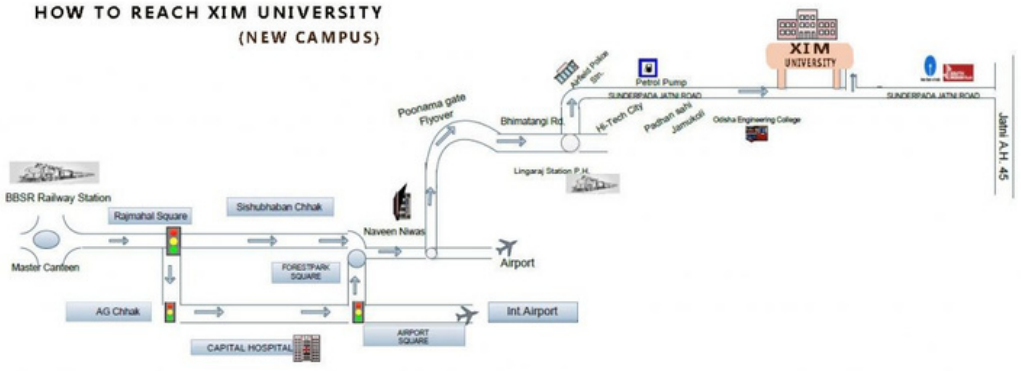 HOW TO REACH XIM UNIVERSITY
(NEW CAMPUS)
XIM
UNIVERSITY
Airfield Police
Stn.
Petrol Pump
SUNDERPADA JATNI ROAD
SUNDERPADA JATNI ROAD
Poonama gate
Flyover
Bhimatangi Rd.
Hi-Tech City
Padhan sahi
Jamukoli
Odisha Engineering College
Jatni A.H. 45
Lingaraj Station P.H.
BBSR Railway Station
Rajmahal Square
Sishubhaban Chhak
Naveen Niwas
Master Canteen
FORESTPARK
SQUARE
Airport
AG Chhak
Int.Airport
AIRPORT
SQUARE
CAPITAL HOSPITAL